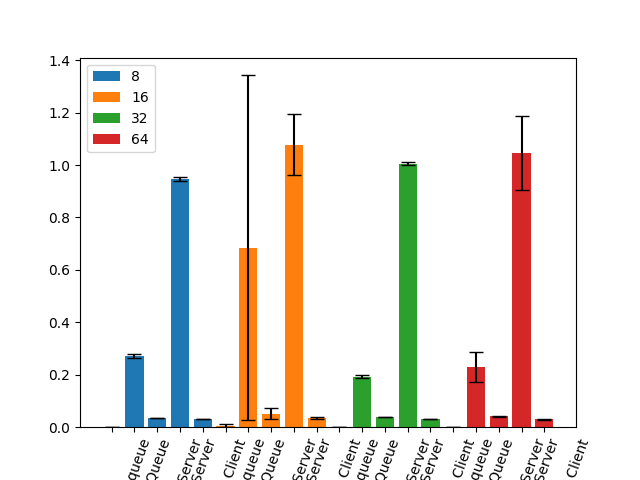 1.4
1.2
1.0
0.8
0.6
0.4
0.2
0.0
8
16
32
64
queue
Queue
Server
Server
Client
queue
Queue
Server
Server
Client
queue
Queue
Server
Server
Client
queue
Queue
Server
Server
Client